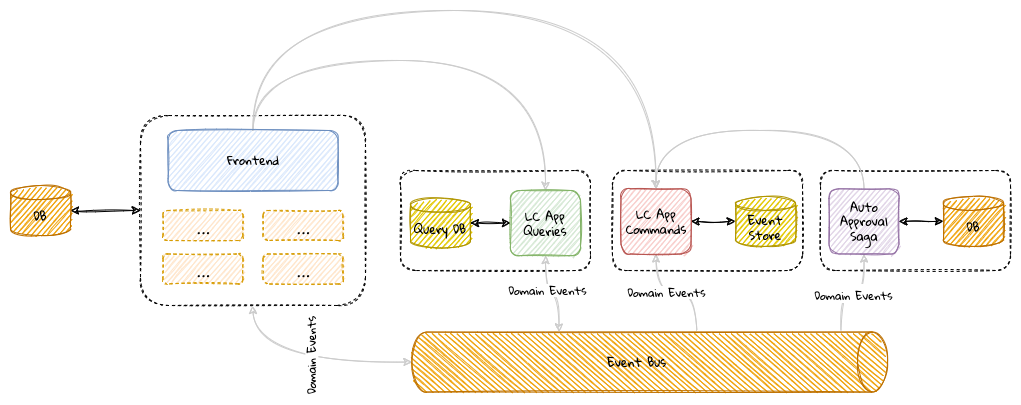 Frontend
DB
...
...
...
...
Query DB
LC App
Queries
LC App
Commands
Event
Store
Auto
Approval
Saga
DB
Domain Events
Domain Events
Domain Events
Domain Events
Event Bus